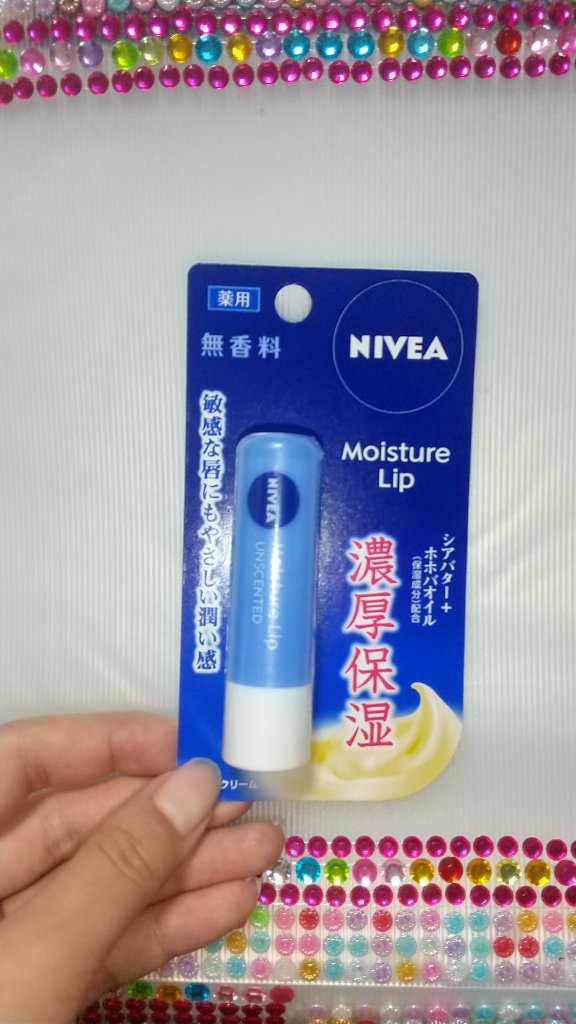 薬用
無香料
NIVEA
Moisture
Lip
敏感な唇にもやさしい潤い感
シアバター+
ホホバオイル
(保湿成分)配合
濃厚保湿
NIVEA
Moisture Lip
UNSCENTED
クリーム